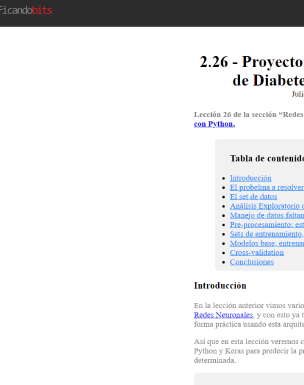 ficandobits
2.26 - Proyecto
de Diabete
Juli
Lección 26 de la sección “Redes
con Python.
Tabla de contenido
Introducción
El probelma a resolver
El set de datos
Análisis Exploratorio d
Manejo de datos faltan
Pre-procesamiento: est
Sets de entrenamiento,
Modelos base, entrena
Cross-validation
Conclusiones
Introducción
En la lección anterior vimos vario
Redes Neuronales, y con esto ya t
forma práctica usando esta arquite
Así que en esta lección veremos c
Python y Keras para predecir la p
determinada.